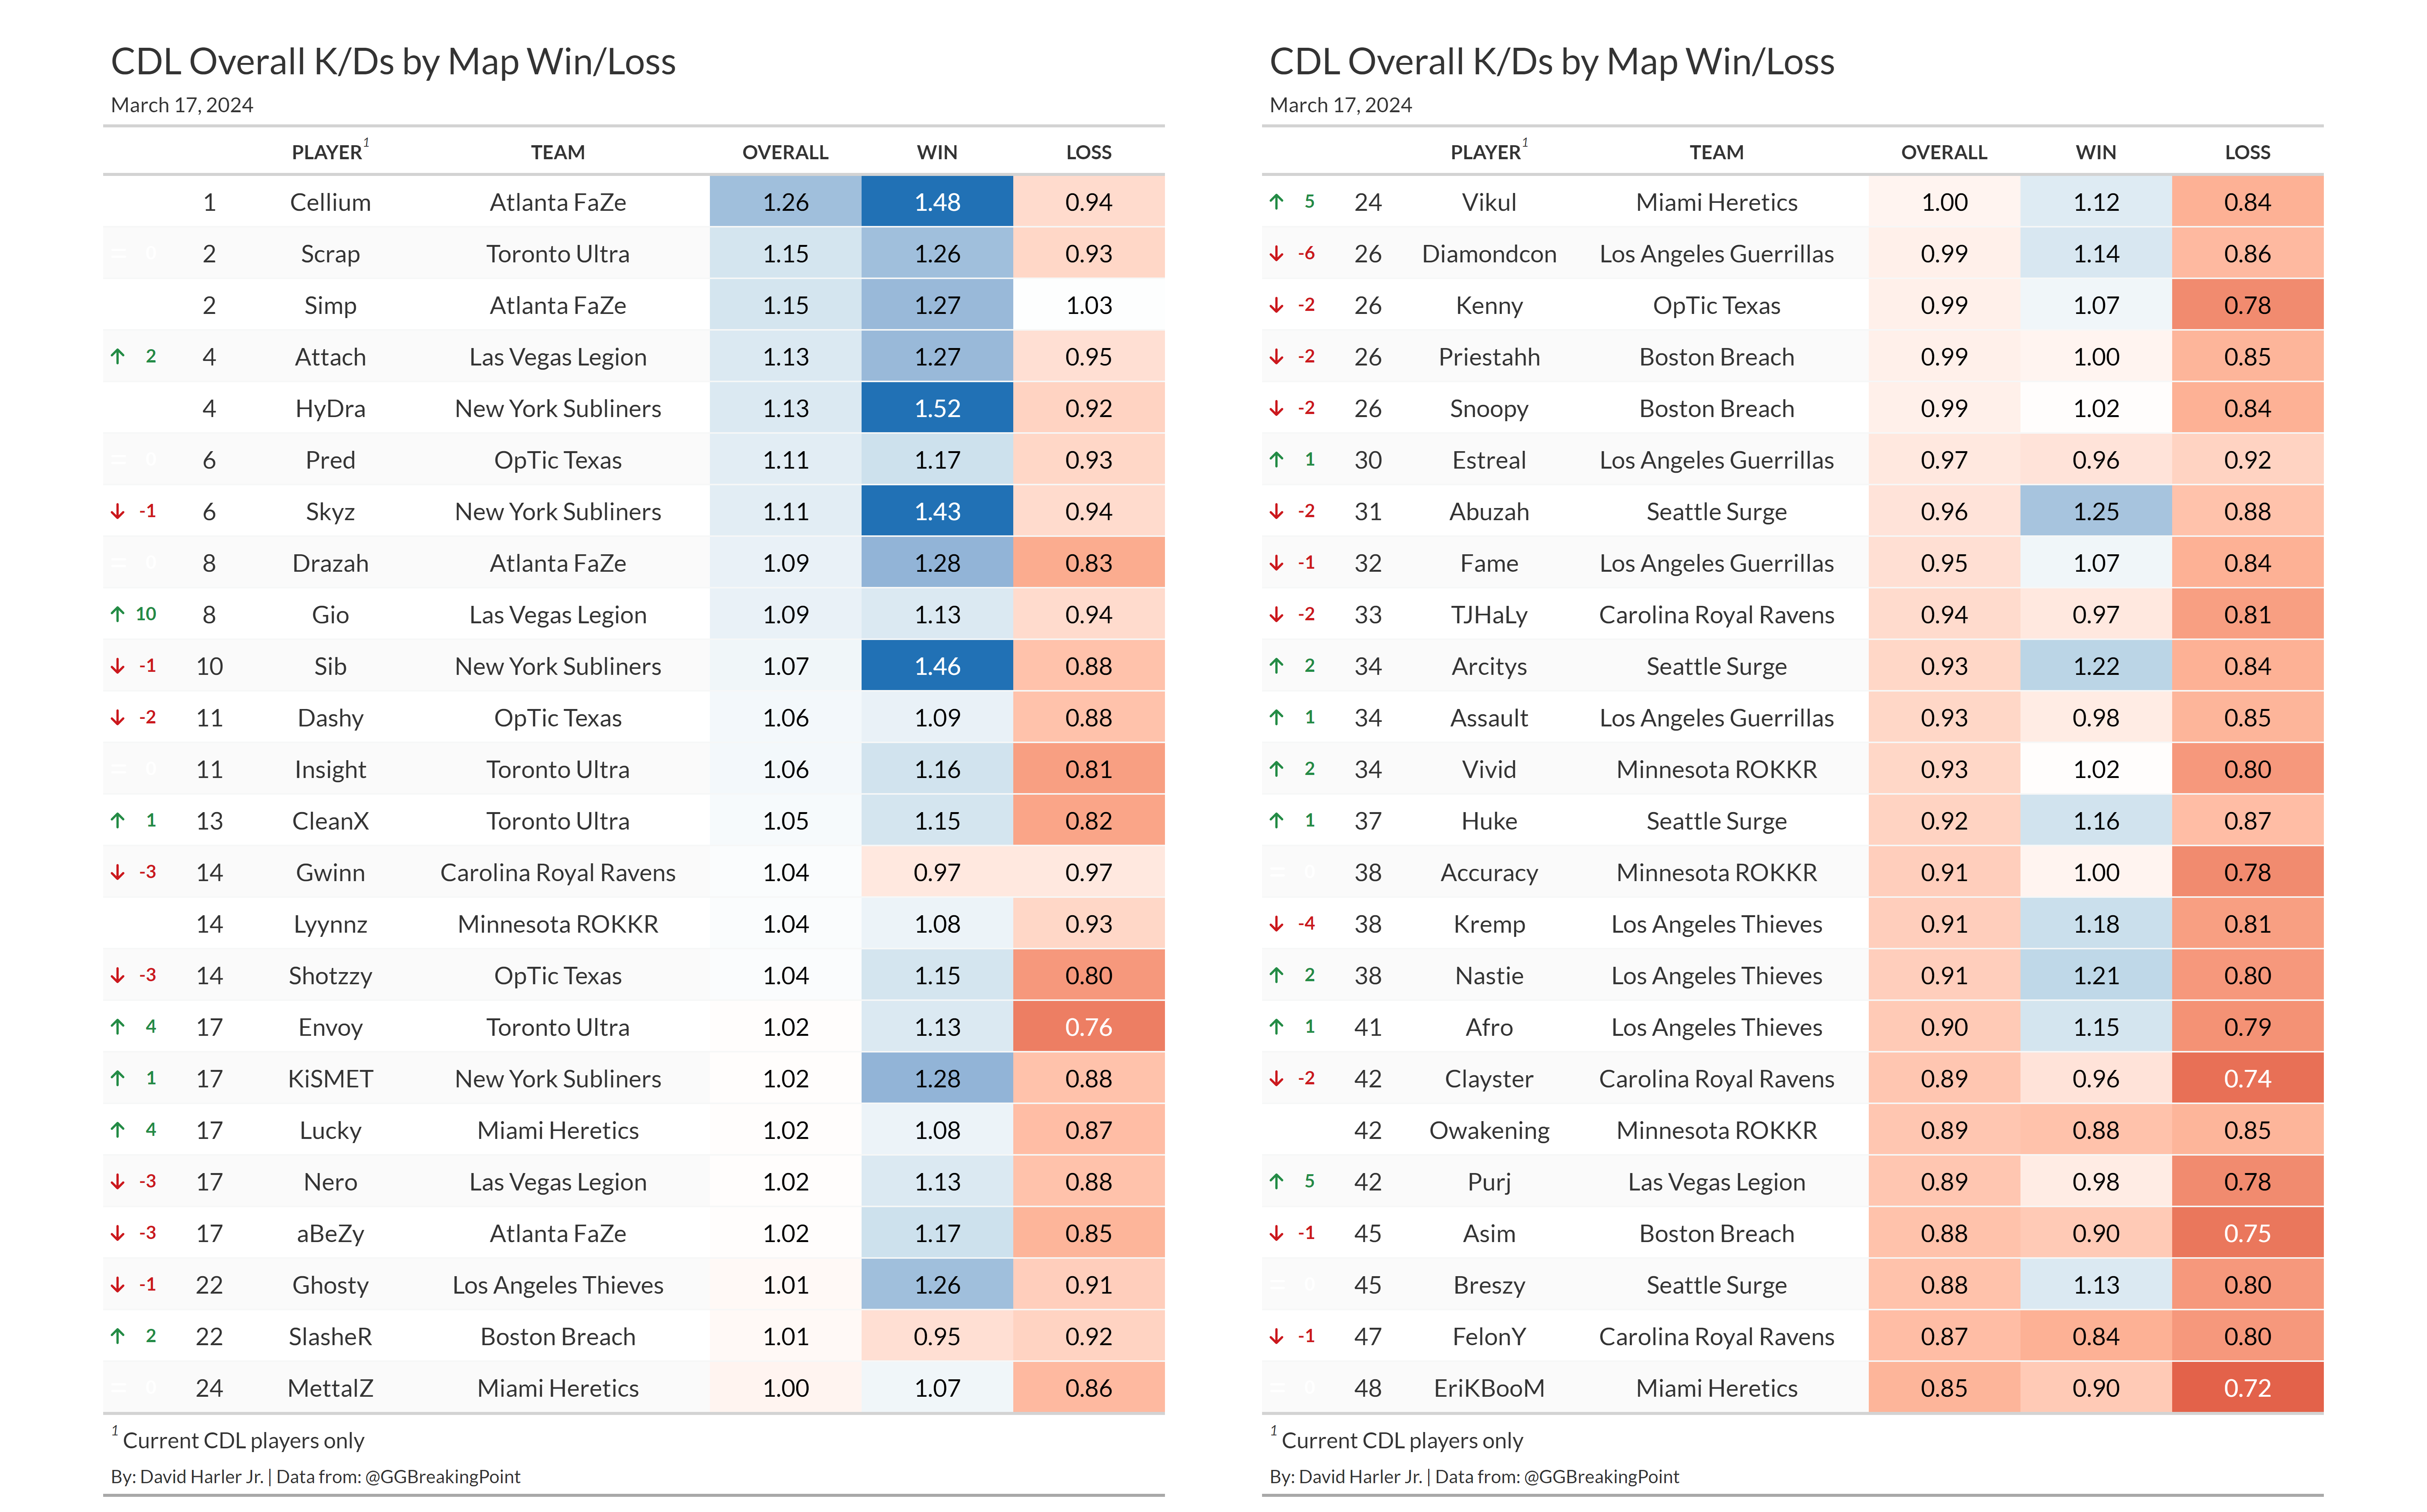 CDL Overall K/Ds by Map Win/Loss
March 17, 2024
PLAYER1 TEAM OVERALL WIN LOSS
1 Cellium Atlanta FaZe 1.26 1.48 0.94
= 0 2 Scrap Toronto Ultra 1.15 1.26 0.93
2 Simp Atlanta FaZe 1.15 1.27 1.03
↑ 2 4 Attach Las Vegas Legion 1.13 1.27 0.95
4 HyDra New York Subliners 1.13 1.52 0.92
= 0 6 Pred OpTic Texas 1.11 1.17 0.93
↓ -1 6 Skyz New York Subliners 1.11 1.43 0.94
= 0 8 Drazah Atlanta FaZe 1.09 1.28 0.83
↑ 10 8 Gio Las Vegas Legion 1.09 1.13 0.94
↓ -1 10 Sib New York Subliners 1.07 1.46 0.88
↓ -2 11 Dashy OpTic Texas 1.06 1.09 0.88
= 0 11 Insight Toronto Ultra 1.06 1.16 0.81
↑ 1 13 CleanX Toronto Ultra 1.05 1.15 0.82
↓ -3 14 Gwinn Carolina Royal Ravens 1.04 0.97 0.97
14 Lyynnz Minnesota ROKKR 1.04 1.08 0.93
↓ -3 14 Shotzzy OpTic Texas 1.04 1.15 0.80
↑ 4 17 Envoy Toronto Ultra 1.02 1.13 0.76
↑ 1 17 KiSMET New York Subliners 1.02 1.28 0.88
↑ 4 17 Lucky Miami Heretics 1.02 1.08 0.87
↓ -3 17 Nero Las Vegas Legion 1.02 1.13 0.88
↓ -3 17 aBeZy Atlanta FaZe 1.02 1.17 0.85
↓ -1 22 Ghosty Los Angeles Thieves 1.01 1.26 0.91
↑ 2 22 SlasheR Boston Breach 1.01 0.95 0.92
= 0 24 MettalZ Miami Heretics 1.00 1.07 0.86
1 Current CDL players only
By: David Harler Jr. | Data from: @GGBreakingPoint
CDL Overall K/Ds by Map Win/Loss
March 17, 2024
PLAYER1 TEAM OVERALL WIN LOSS
↑ 5 24 Vikul Miami Heretics 1.00 1.12 0.84
↓ -6 26 Diamondcon Los Angeles Guerrillas 0.99 1.14 0.86
↓ -2 26 Kenny OpTic Texas 0.99 1.07 0.78
↓ -2 26 Priestahh Boston Breach 0.99 1.00 0.85
↓ -2 26 Snoopy Boston Breach 0.99 1.02 0.84
↑ 1 30 Estreal Los Angeles Guerrillas 0.97 0.96 0.92
↓ -2 31 Abuzah Seattle Surge 0.96 1.25 0.88
↓ -1 32 Fame Los Angeles Guerrillas 0.95 1.07 0.84
↓ -2 33 TJHaLy Carolina Royal Ravens 0.94 0.97 0.81
↑ 2 34 Arcitys Seattle Surge 0.93 1.22 0.84
↑ 1 34 Assault Los Angeles Guerrillas 0.93 0.98 0.85
↑ 2 34 Vivid Minnesota ROKKR 0.93 1.02 0.80
↑ 1 37 Huke Seattle Surge 0.92 1.16 0.87
= 0 38 Accuracy Minnesota ROKKR 0.91 1.00 0.78
↓ -4 38 Kremp Los Angeles Thieves 0.91 1.18 0.81
↑ 2 38 Nastie Los Angeles Thieves 0.91 1.21 0.80
↑ 1 41 Afro Los Angeles Thieves 0.90 1.15 0.79
↓ -2 42 Clayster Carolina Royal Ravens 0.89 0.96 0.74
42 Owakening Minnesota ROKKR 0.89 0.88 0.85
↑ 5 42 Purj Las Vegas Legion 0.89 0.98 0.78
↓ -1 45 Asim Boston Breach 0.88 0.90 0.75
= 0 45 Breszy Seattle Surge 0.88 1.13 0.80
↓ -1 47 FelonY Carolina Royal Ravens 0.87 0.84 0.80
= 0 48 EriKBooM Miami Heretics 0.85 0.90 0.72
1 Current CDL players only
By: David Harler Jr. | Data from: @GGBreakingPoint